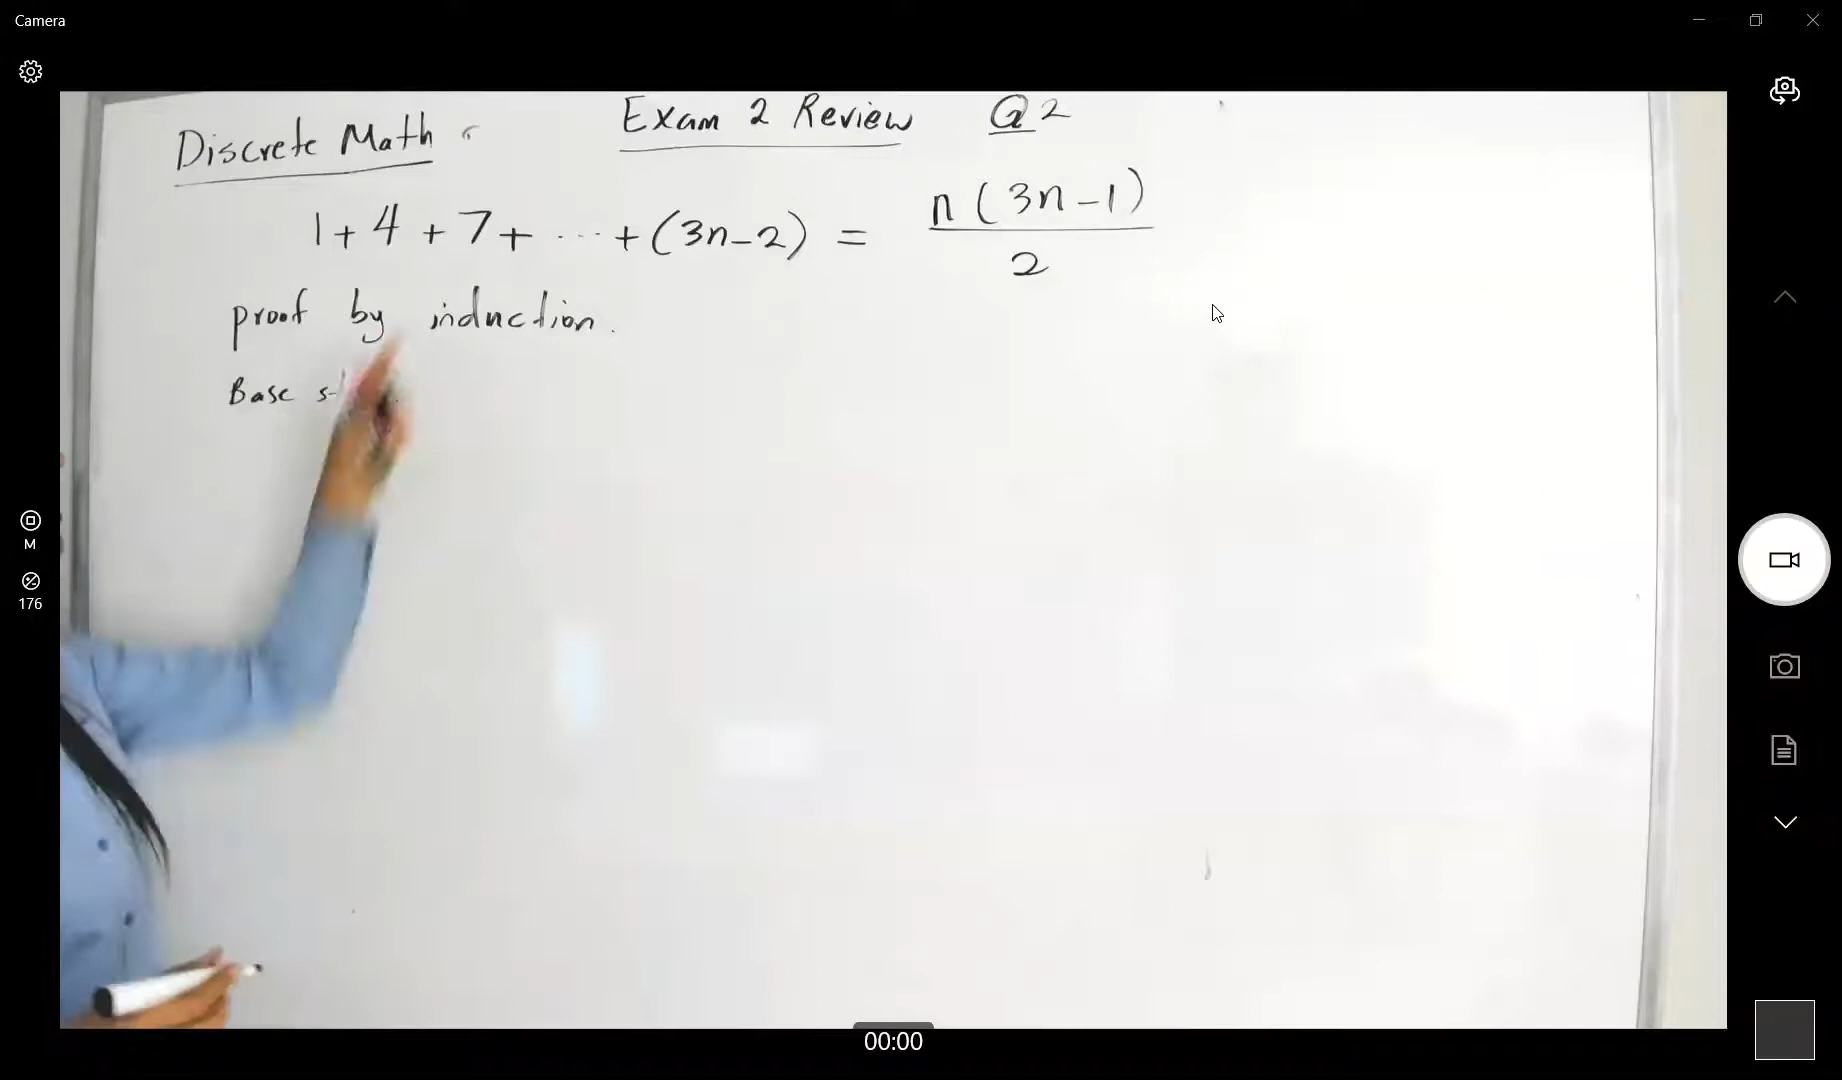 Camera
Discrete Math
Exam 2 Review Q2
1 + 4 + 7 + ... + (3n-2) = n(3n-1)/2
proof by induction.
Base
M
176
00:00